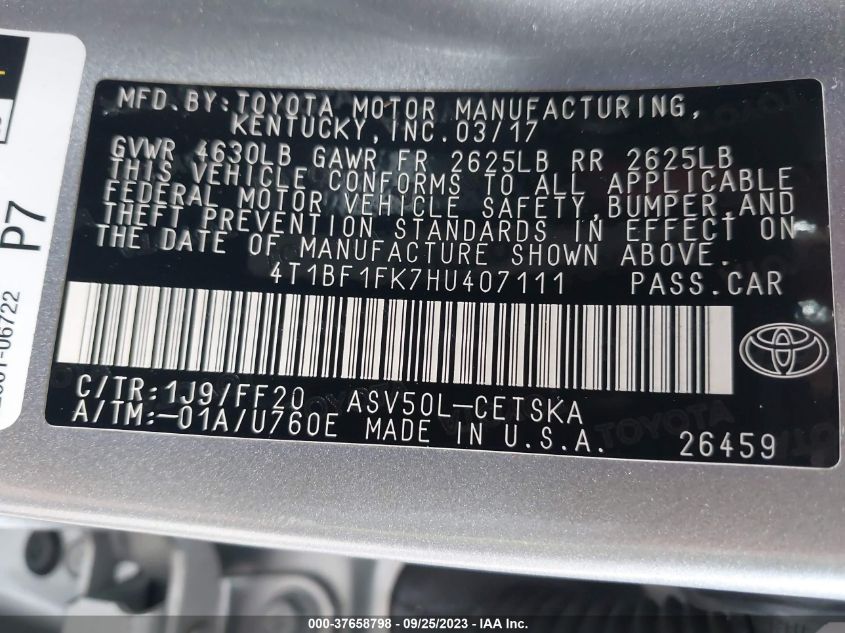 MFD.BY:TOYOTA MOTOR MANUFACTURING,
KENTUCKY,INC.03/17
GVWR 4630LB GAWR FR 2625LB RR 2625LB
THIS VEHICLE CONFORMS TO ALL APPLICABLE
FEDERAL MOTOR VEHICLE SAFETY,BUMPER,AND
THEFT PREVENTION STANDARDS IN EFFECT ON
THE DATE OF MANUFACTURE SHOWN ABOVE.
4T1BF1FK7HU407111 PASS.CAR
C/TR:1J9/FF20 ASV50L-CETSKA
A/TM:-01A/U760E MADE IN U.S.A. 26459
TOYOTA
P7
-06722
000-37658798 - 09/25/2023 - IAA Inc.